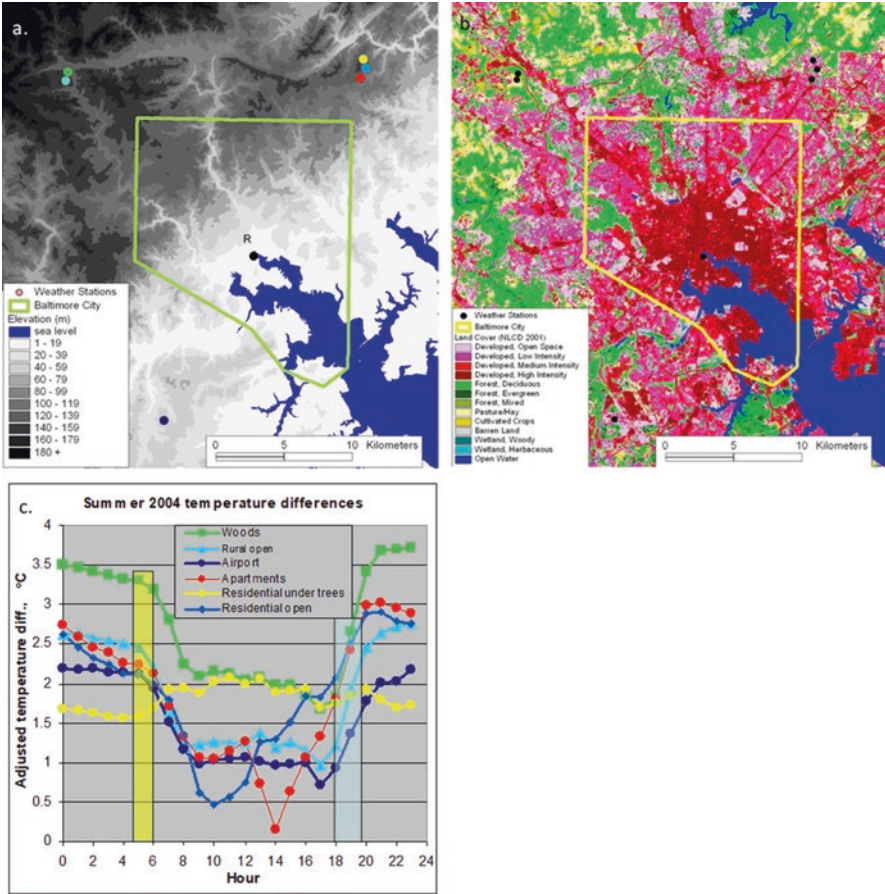 a.
R
Weather Stations
Baltimore City
Elevation (m)
sea level
1 - 19
20 - 39
40 - 59
60 - 79
80 - 99
100 - 119
120 - 139
140 - 159
160 - 179
180 +
0 5 10
Kilometers
b.
Weather Stations
Baltimore City
Land Cover (NLCD 2001)
Developed, Open Space
Developed, Low Intensity
Developed, Medium Intensity
Developed, High Intensity
Forest, Deciduous
Forest, Evergreen
Forest, Mixed
Pasture/Hay
Cultivated Crops
Barren Land
Wetland, Woody
Wetland, Herbaceous
Open Water
0 5 10
Kilometers
c.
Summer 2004 temperature differences
Adjusted temperature diff., °C
4
3.5
3
2.5
2
1.5
1
0.5
0
Woods
Rural open
Airport
Apartments
Residential under trees
Residential open
0 2 4 6 8 10 12 14 16 18 20 22 24
Hour